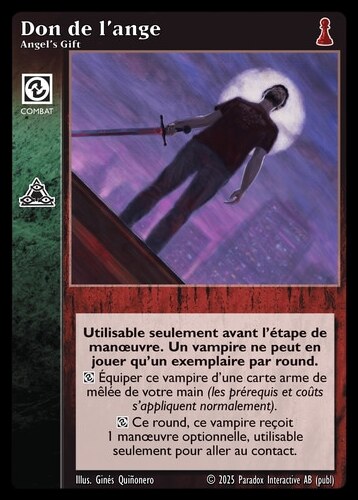 Don de l'ange
Angel's Gift
COMBAT
Utilisable seulement avant l'étape de
manœuvre. Un vampire ne peut en
jouer qu'un exemplaire par round.
Équiper ce vampire d'une carte arme de
mêlée de votre main (les prérequis et coûts
s'appliquent normalement).
Ce round, ce vampire reçoit
1 manœuvre optionnelle, utilisable
seulement pour aller au contact.
Illus. Ginés Quiñonero
© 2025 Paradox Interactive AB (publ)